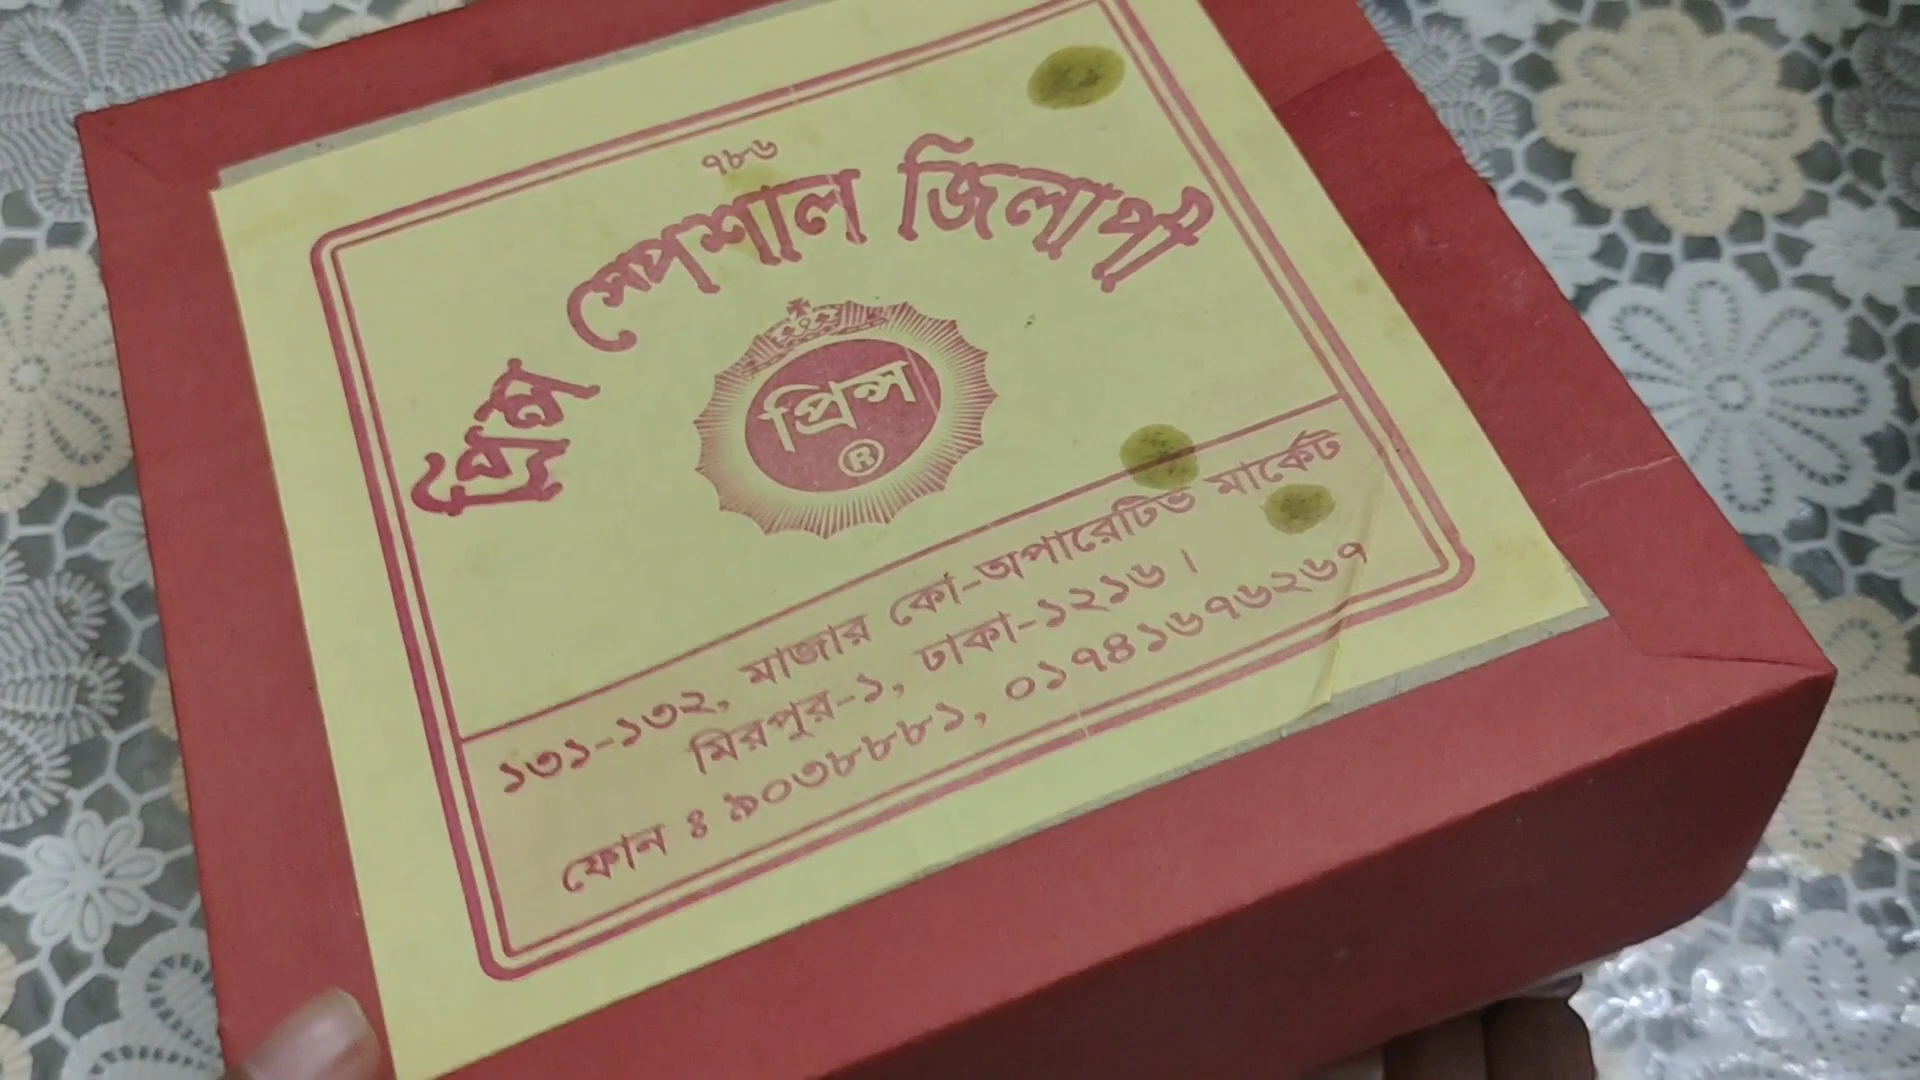 ৭৮৬
প্রিন্স স্পেশাল জিলাপী
প্রিন্স
®
১৩১-১৩২, মাজার কো-অপারেটিভ মার্কেট
মিরপুর-১, ঢাকা-১২১৬।
ফোন ঃ ৯০৩৮৮৮১, ০১৭৪১৬৭৬২৬৭